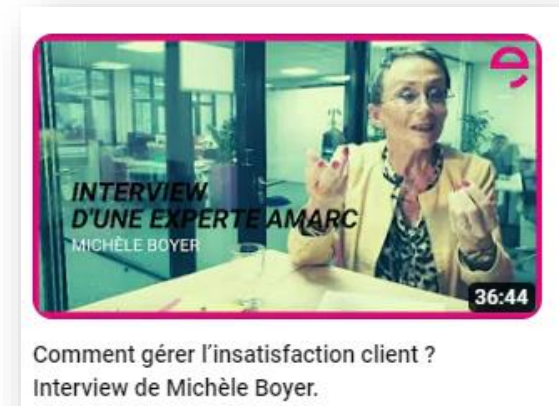 INTERVIEW
D'UNE EXPERTE AMARC
MICHÈLE BOYER
36:44
Comment gérer l’insatisfaction client ?
Interview de Michèle Boyer.